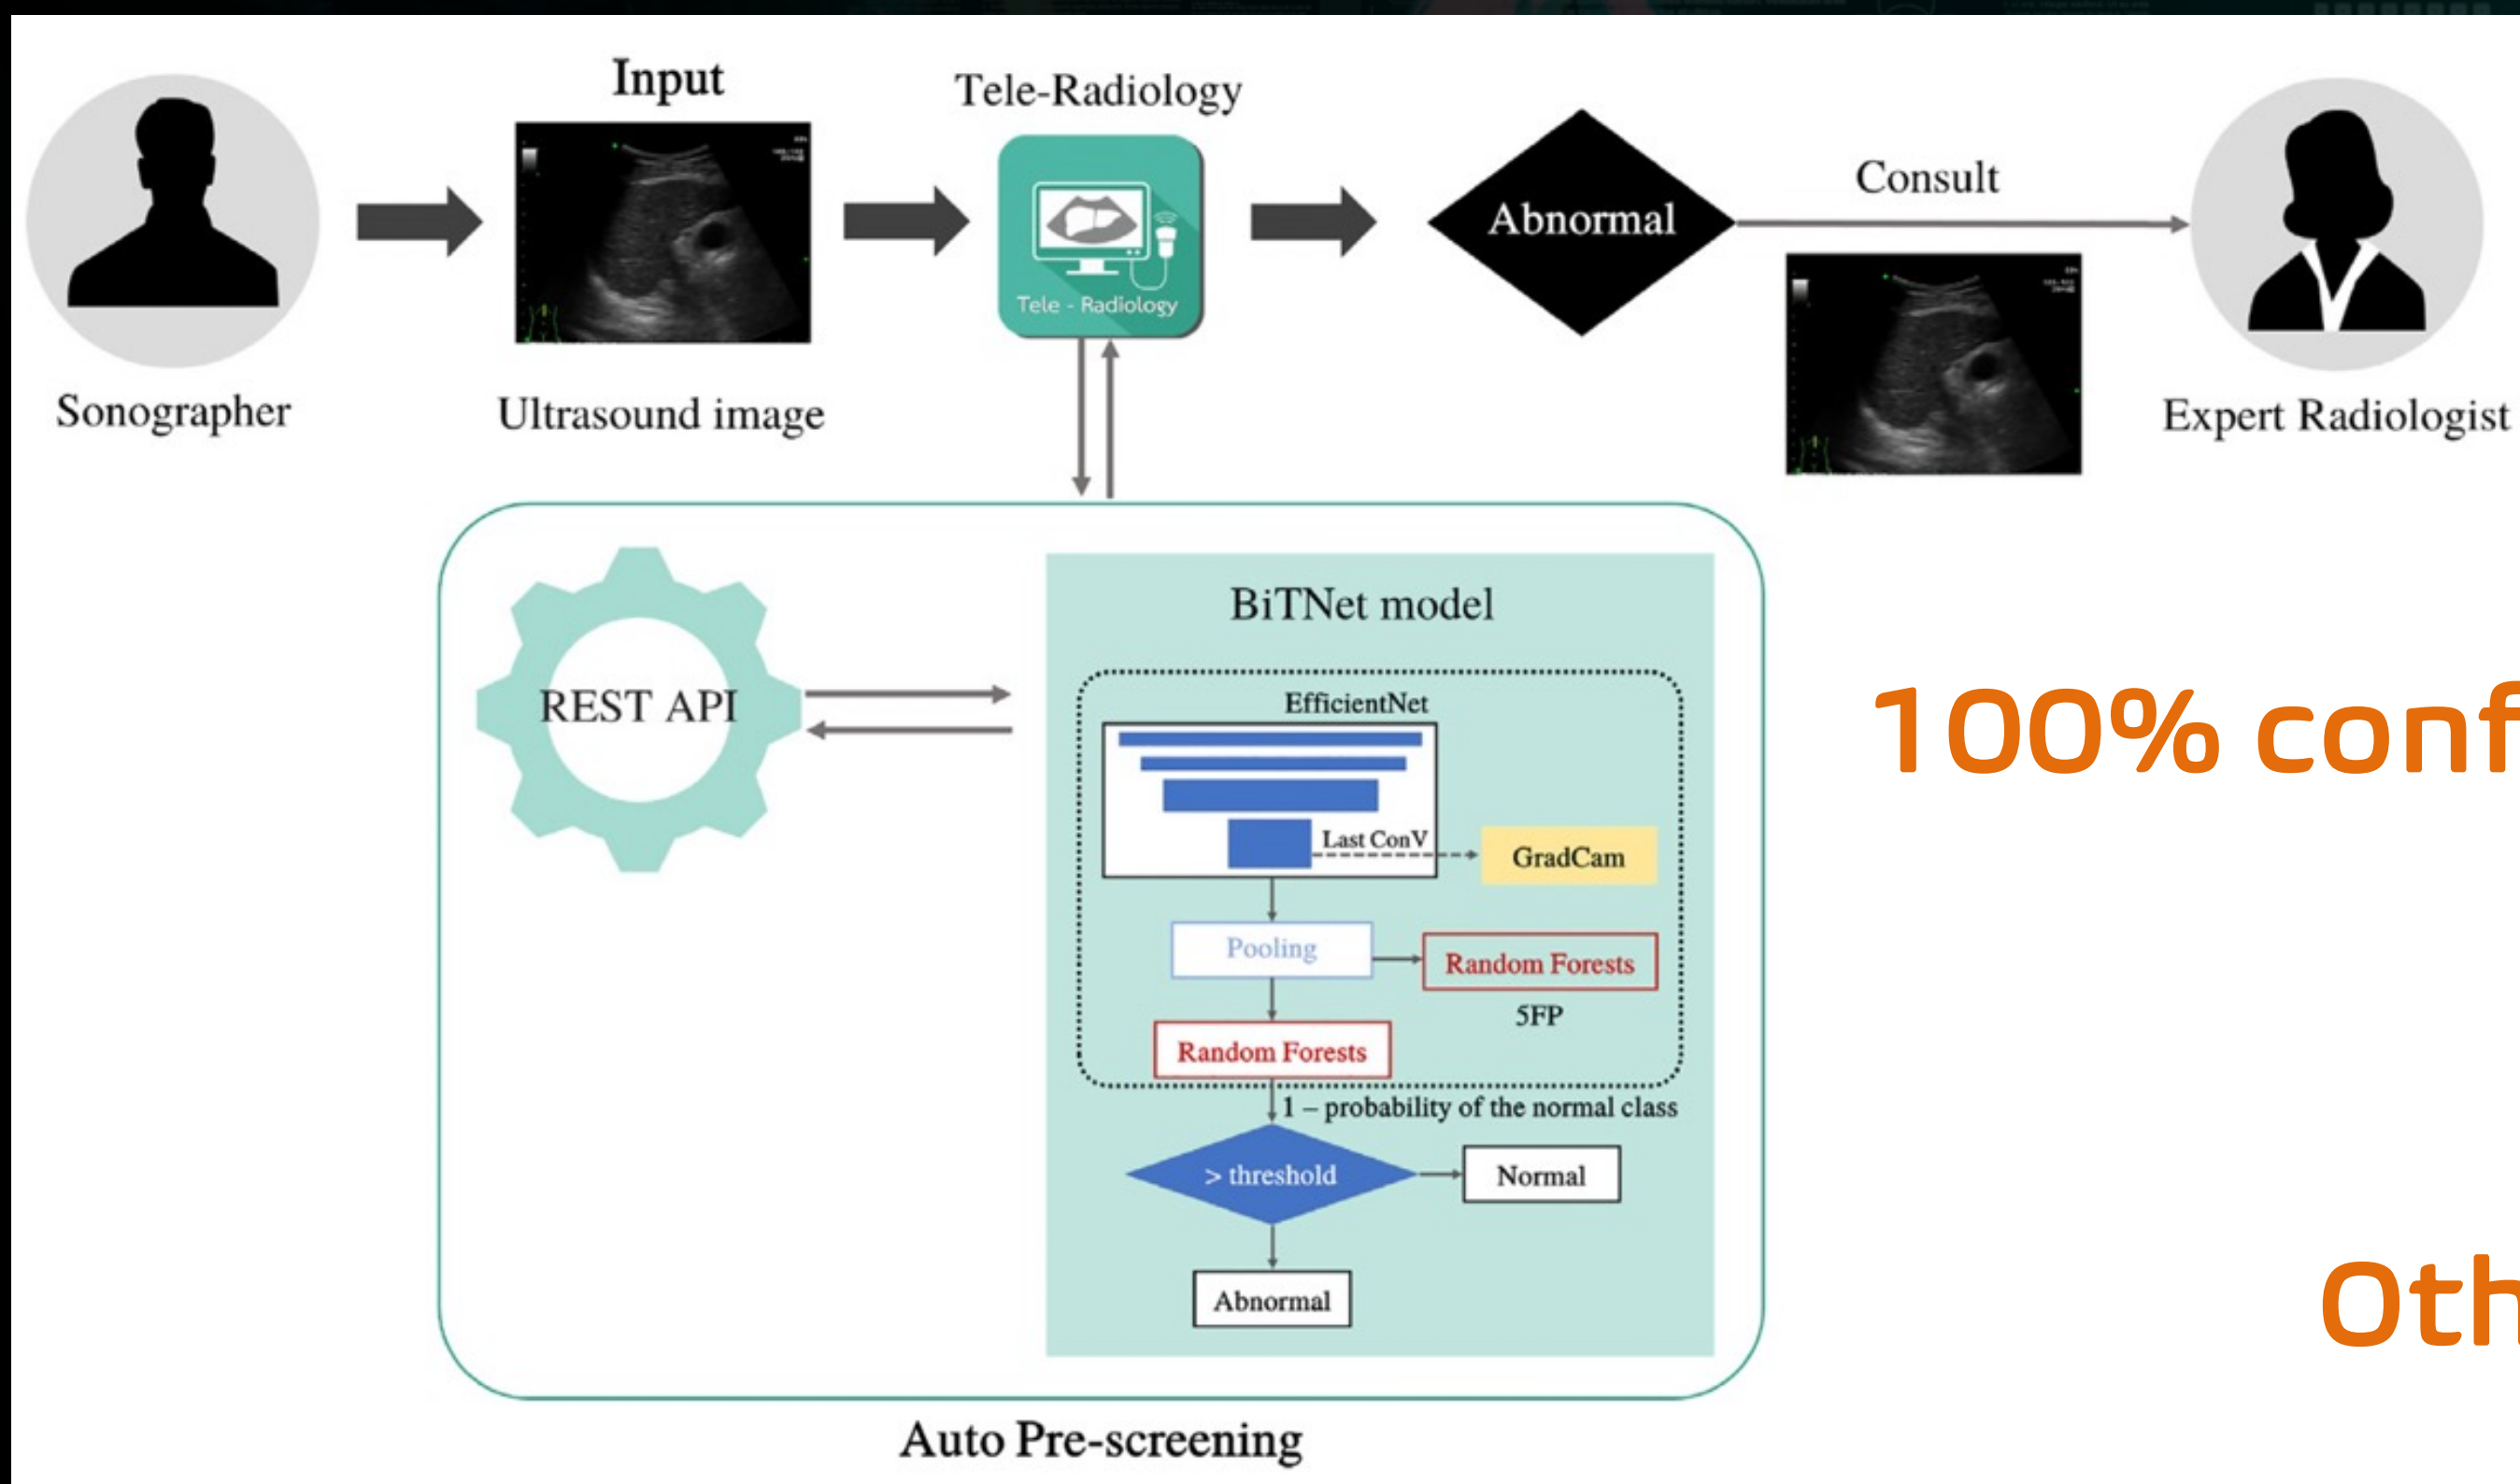 Input
Tele-Radiology
Tele - Radiology
Abnormal
Consult
Sonographer
Ultrasound image
Expert Radiologist
REST API
BiTNet model
EfficientNet
Last ConV
GradCam
Pooling
Random Forests
5FP
Random Forests
1 – probability of the normal class
> threshold
Normal
Abnormal
Auto Pre-screening
100% conf
Oth